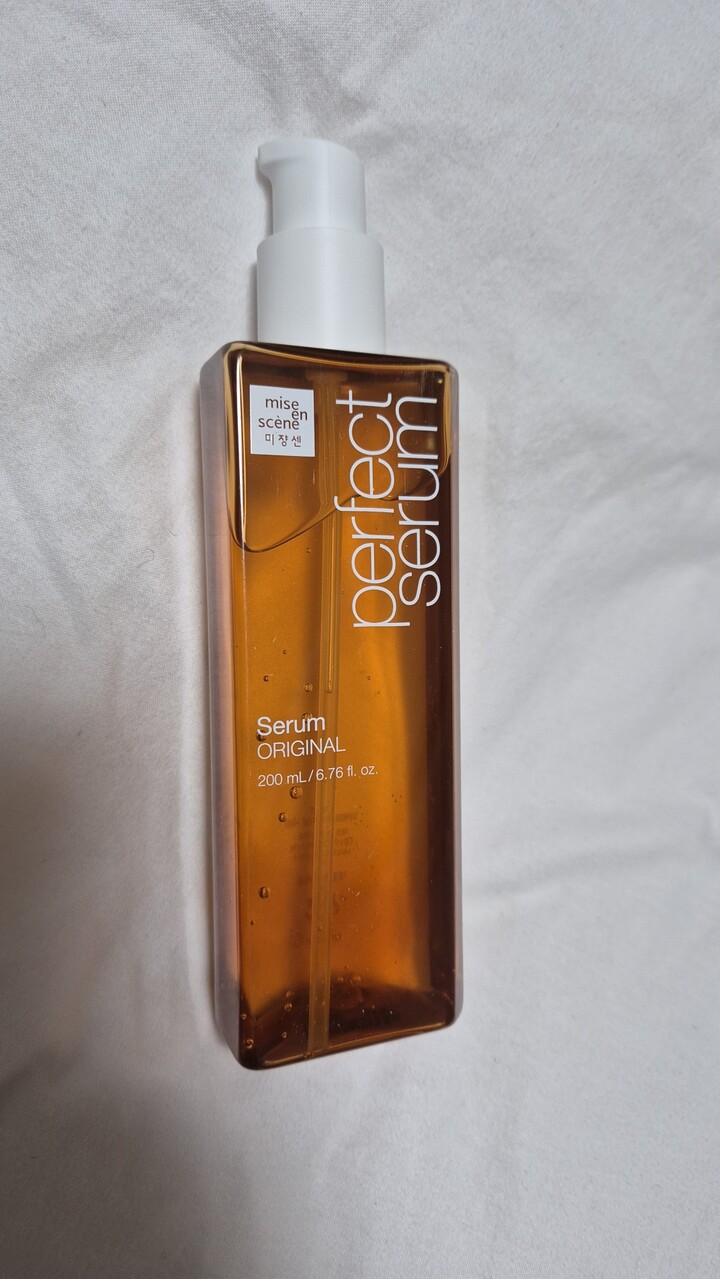 mise
en
scène
미쟝센
perfect
serum
Serum
ORIGINAL
200 mL / 6.76 fl. oz.